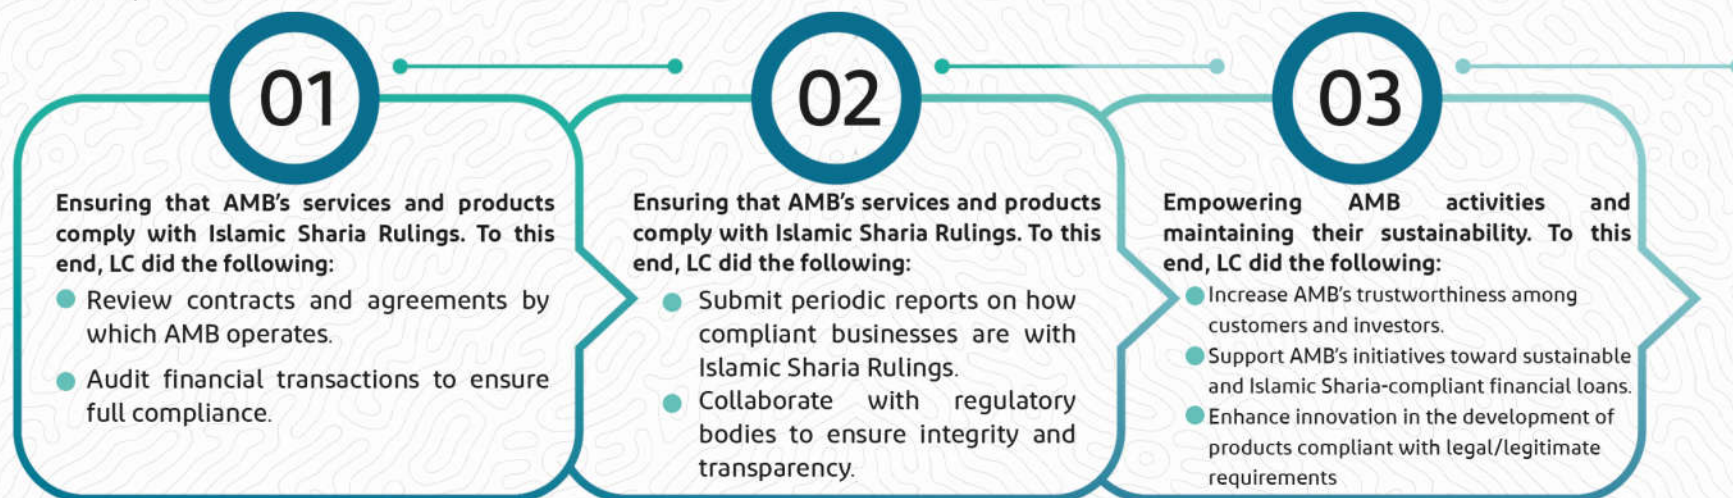 01
Ensuring that AMB's services and products
comply with Islamic Sharia Rulings. To this
end, LC did the following:
Review contracts and agreements by
which AMB operates.
Audit financial transactions to ensure
full compliance.
02
Ensuring that AMB's services and products
comply with Islamic Sharia Rulings. To this
end, LC did the following:
Submit periodic reports on how
compliant businesses are with
Islamic Sharia Rulings.
Collaborate with regulatory
bodies to ensure integrity and
transparency.
03
Empowering AMB activities and
maintaining their sustainability. To this
end, LC did the following:
Increase AMB's trustworthiness among
customers and investors.
Support AMB's initiatives toward sustainable
and Islamic Sharia-compliant financial loans.
Enhance innovation in the development of
products compliant with legal/legitimate
requirements